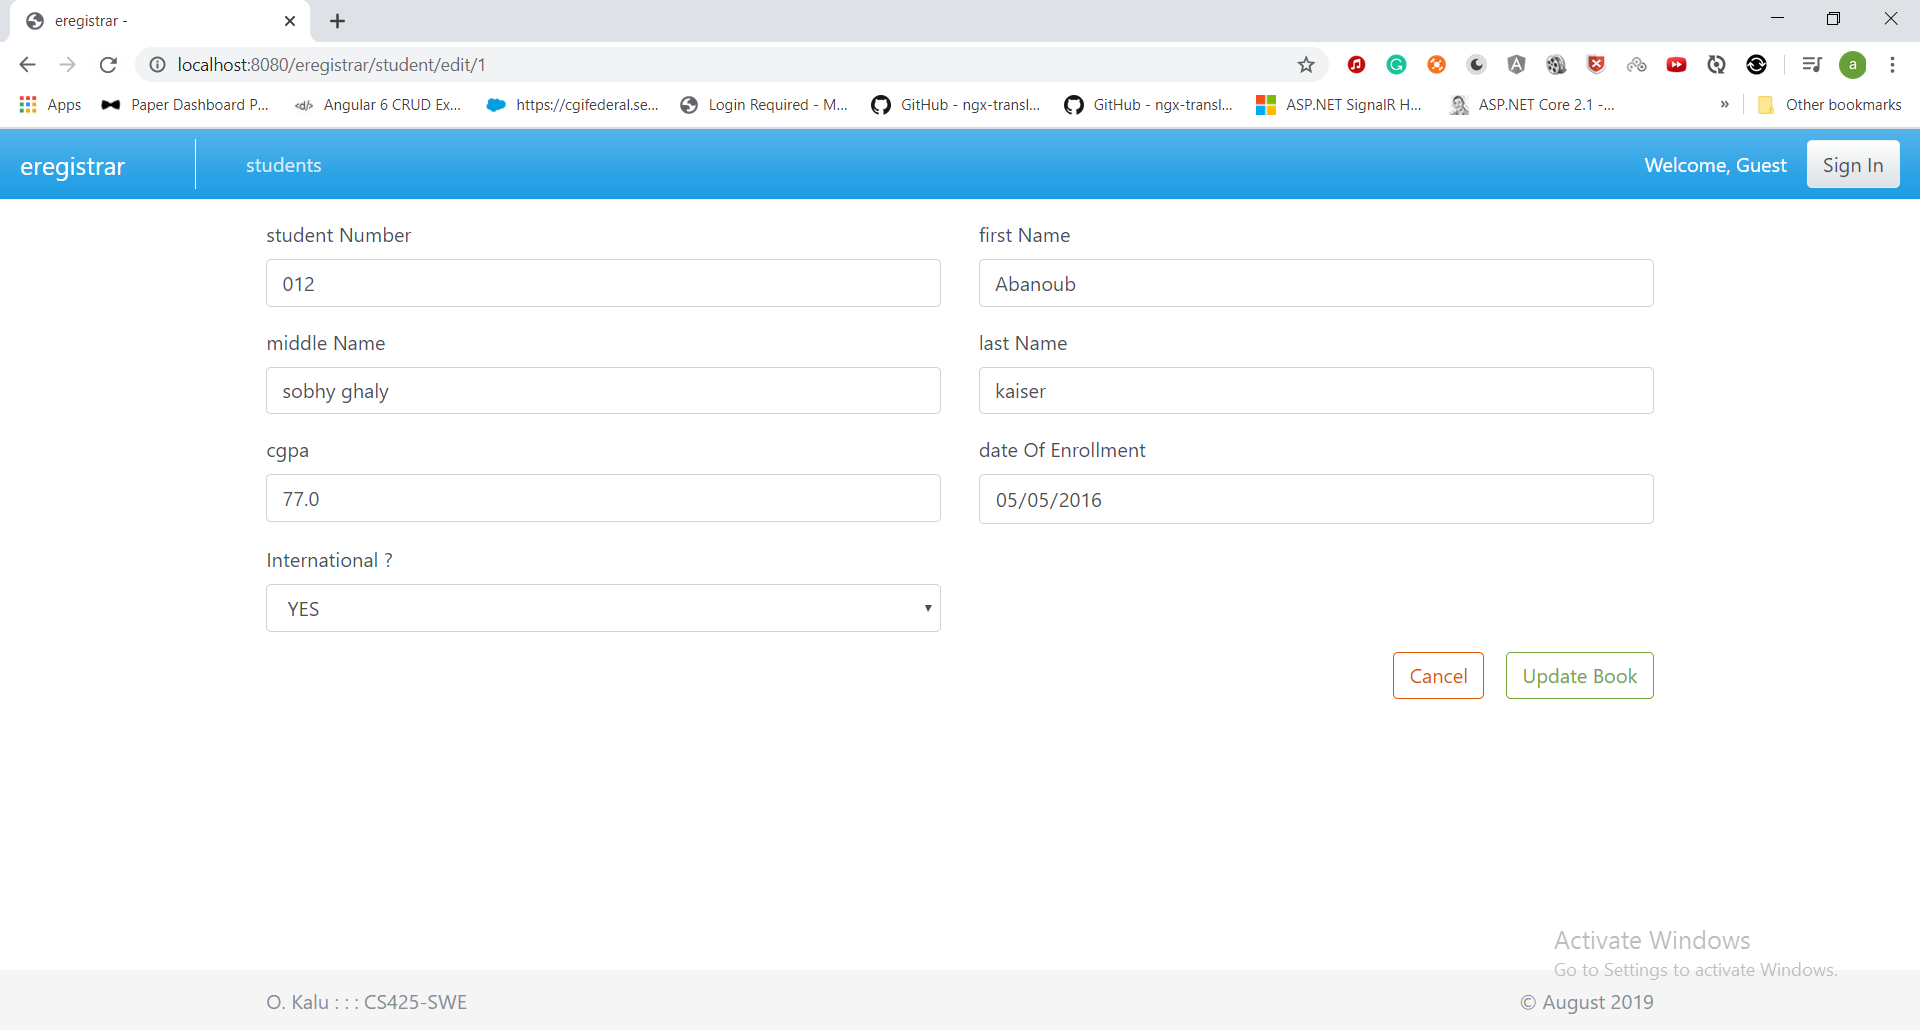 eregistrar -
localhost:8080/eregistrar/student/edit/1
a
Apps
Paper Dashboard P...
Angular 6 CRUD Ex...
https://cgifederal.se...
Login Required - M...
GitHub - ngx-transl...
GitHub - ngx-transl...
ASP.NET SignalR H...
ASP.NET Core 2.1 -...
»
Other bookmarks
eregistrar
students
Welcome, Guest
Sign In
student Number
first Name
012
Abanoub
middle Name
last Name
sobhy ghaly
kaiser
cgpa
date Of Enrollment
77.0
05/05/2016
International ?
YES
Cancel
Update Book
Activate Windows
Go to Settings to activate Windows.
O. Kalu : : : CS425-SWE
© August 2019